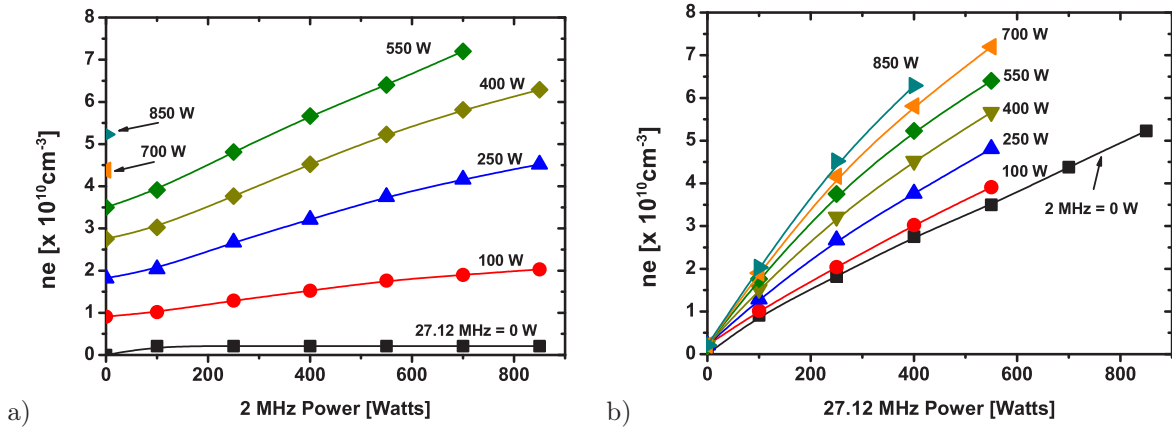 8
7
6
5
4
3
2
1
0
ne [x 10¹⁰cm⁻³]
550 W
400 W
850 W
700 W
250 W
100 W
27.12 MHz = 0 W
0 200 400 600 800
2 MHz Power [Watts]
a)
8
7
6
5
4
3
2
1
0
ne [x 10¹⁰cm⁻³]
700 W
850 W
550 W
400 W
250 W
100 W
2 MHz = 0 W
0 200 400 600 800
27.12 MHz Power [Watts]
b)